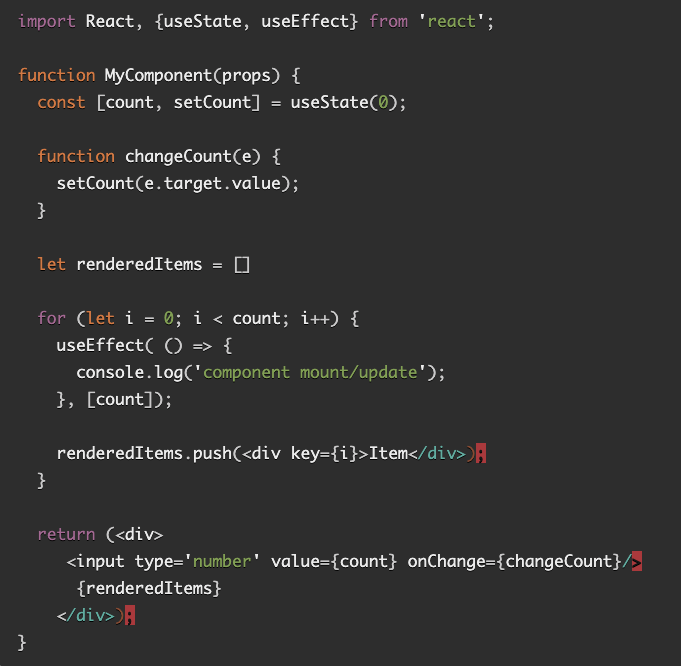 import React, {useState, useEffect} from 'react';
function MyComponent(props) {
const [count, setCount] = useState(0);
function changeCount(e) {
setCount(e.target.value);
}
let renderedItems = []
for (let i = 0; i < count; i++) {
useEffect( () => {
console.log('component mount/update');
}, [count]);
renderedItems.push(<div key={i}>Item</div>);
}
return (<div>
<input type='number' value={count} onChange={changeCount}/>
{renderedItems}
</div>);
}